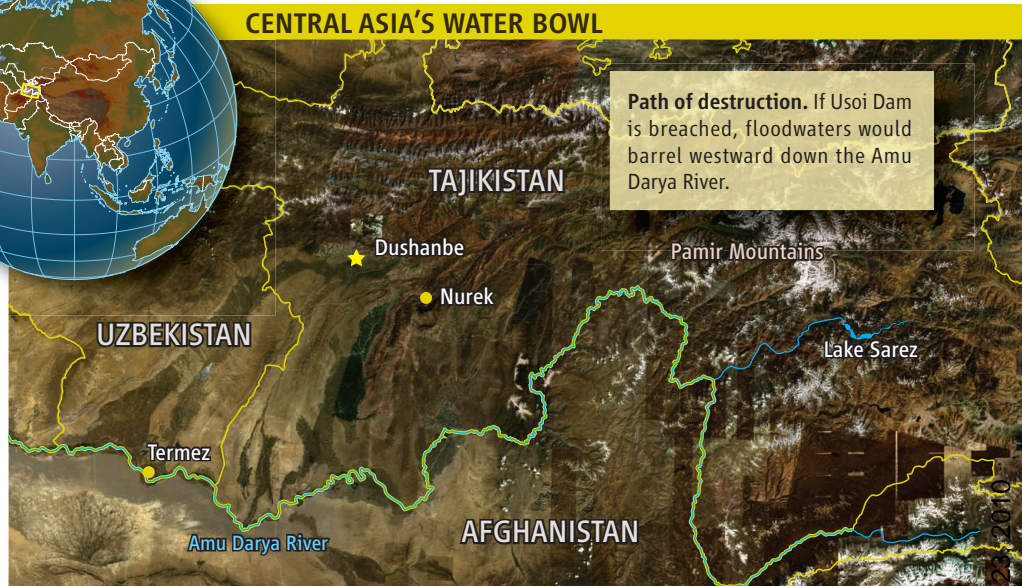 CENTRAL ASIA’S WATER BOWL
Path of destruction. If Usoi Dam
is breached, floodwaters would
barrel westward down the Amu
Darya River.
TAJIKISTAN
Dushanbe
Pamir Mountains
Nurek
UZBEKISTAN
Lake Sarez
Termez
AFGHANISTAN
Amu Darya River
23, 2010